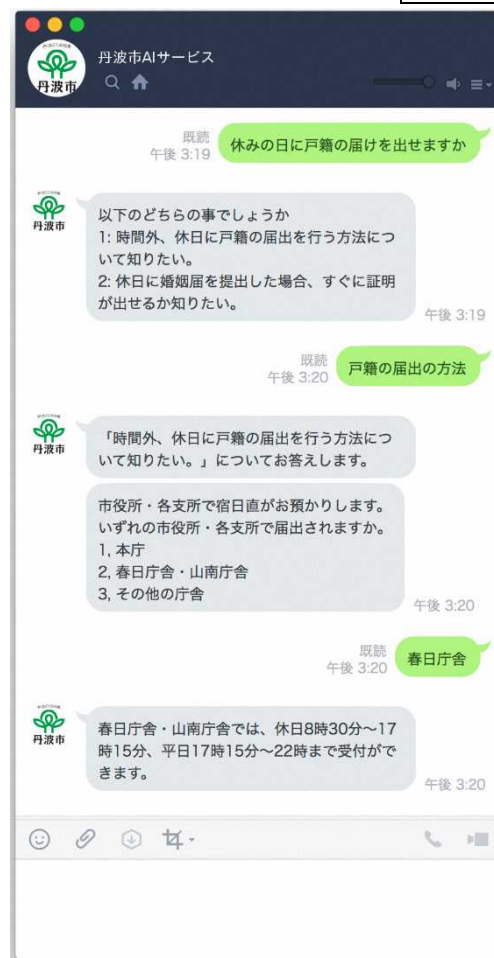 丹波市AIサービス
丹波市
既読
午後 3:19
休みの日に戸籍の届けを出せますか
丹波市
以下のどちらの事でしょうか
1: 時間外、休日に戸籍の届出を行う方法につ
いて知りたい。
2: 休日に婚姻届を提出した場合、すぐに証明
が出せるか知りたい。
午後 3:19
既読
午後 3:20
戸籍の届出の方法
丹波市
「時間外、休日に戸籍の届出を行う方法につ
いて知りたい。」についてお答えします。
市役所・各支所で宿日直がお預かりします。
いずれの市役所・各支所で届出されますか。
1, 本庁
2, 春日庁舎・山南庁舎
3, その他の庁舎
午後 3:20
既読
午後 3:20
春日庁舎
丹波市
春日庁舎・山南庁舎では、休日8時30分〜17
時15分、平日17時15分〜22時まで受付がで
きます。
午後 3:20